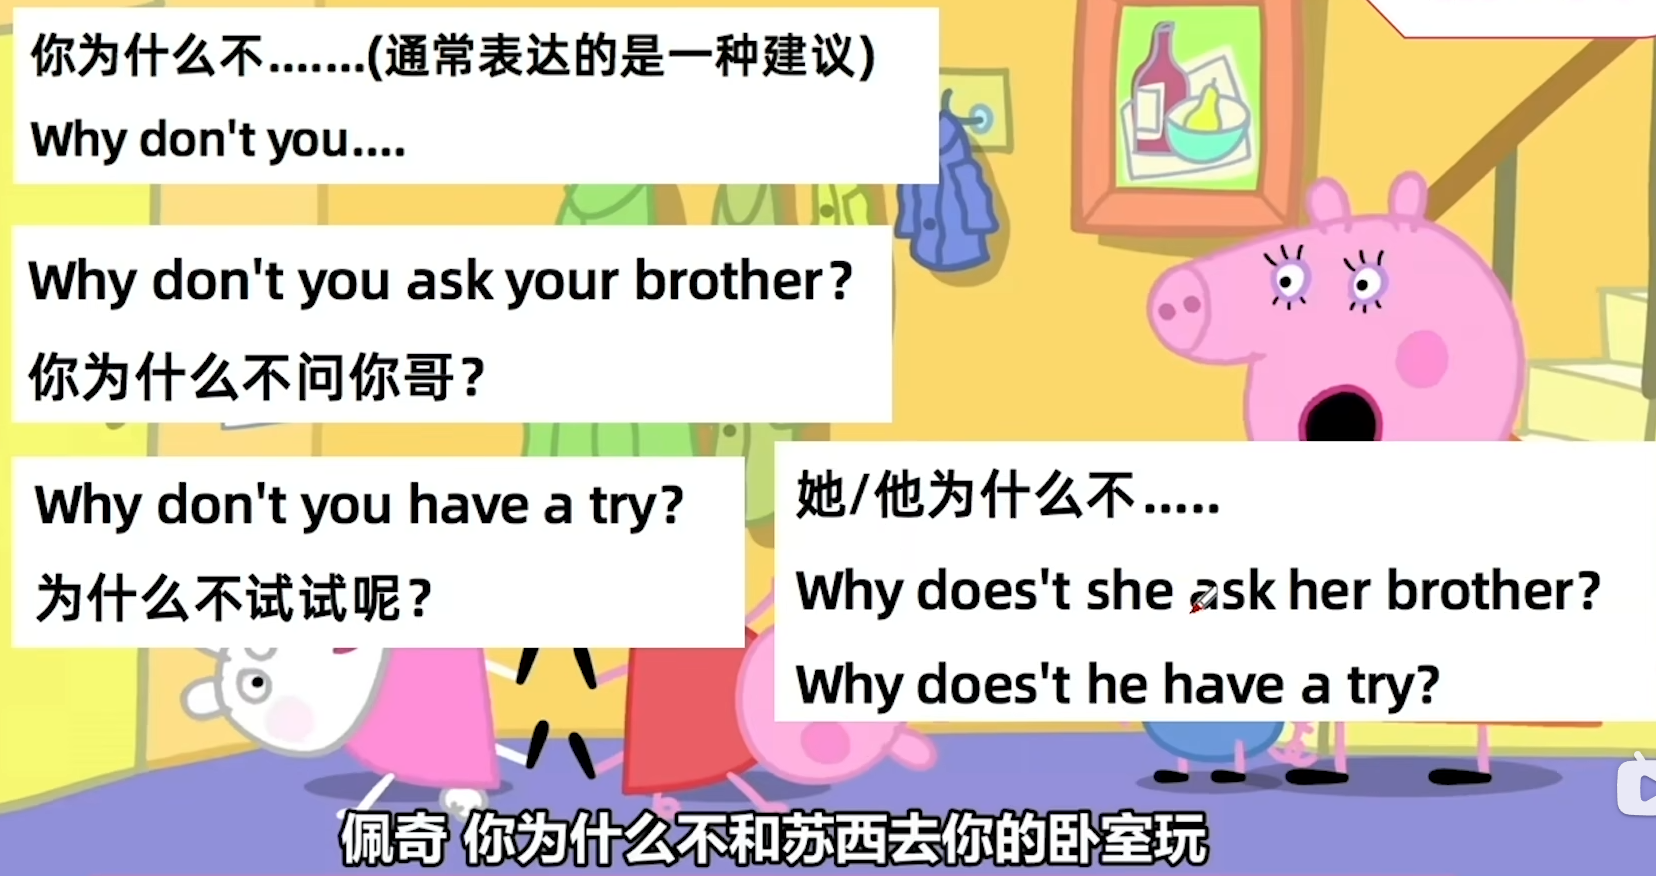 你为什么不.......(通常表达的是一种建议)
Why don't you....
Why don't you ask your brother?
你为什么不问你哥?
Why don't you have a try?
为什么不试试呢?
她/他为什么不.....
Why does't she ask her brother?
Why does't he have a try?
佩奇 你为什么不和苏西去你的卧室玩